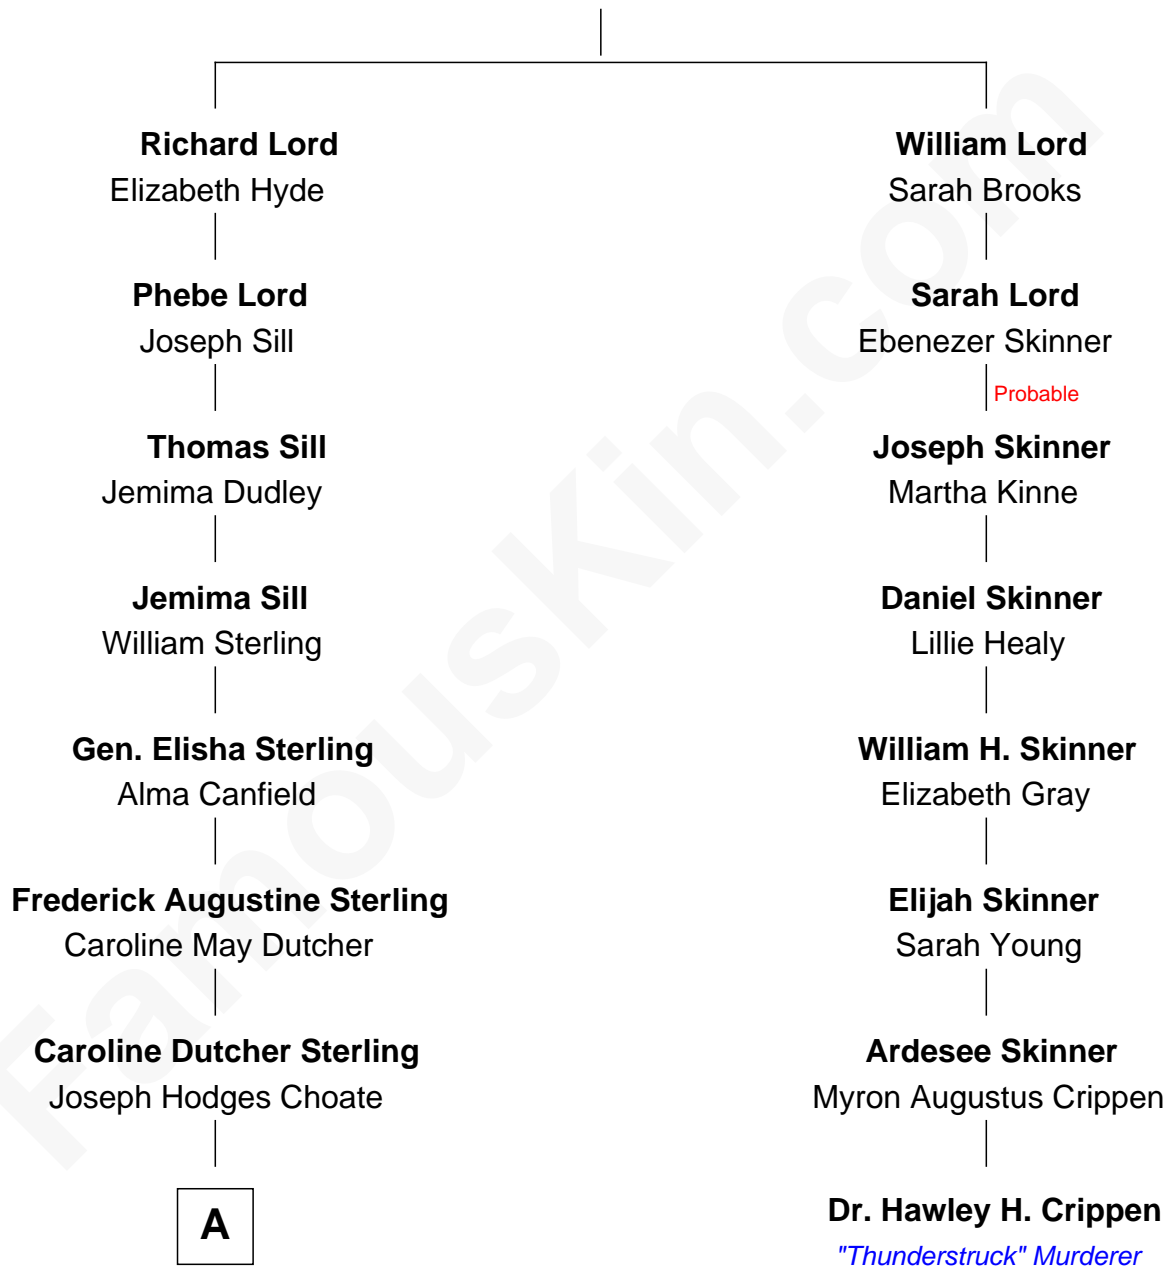 Richard Lord
Elizabeth Hyde
Phebe Lord
Joseph Sill
Thomas Sill
Jemima Dudley
Jemima Sill
William Sterling
Gen. Elisha Sterling
Alma Canfield
Frederick Augustine Sterling
Caroline May Dutcher
Caroline Dutcher Sterling
Joseph Hodges Choate
A
William Lord
Sarah Brooks
Sarah Lord
Ebenezer Skinner
Probable
Joseph Skinner
Martha Kinne
Daniel Skinner
Lillie Healy
William H. Skinner
Elizabeth Gray
Elijah Skinner
Sarah Young
Ardesee Skinner
Myron Augustus Crippen
Dr. Hawley H. Crippen
"Thunderstruck" Murderer
FamousKin.com